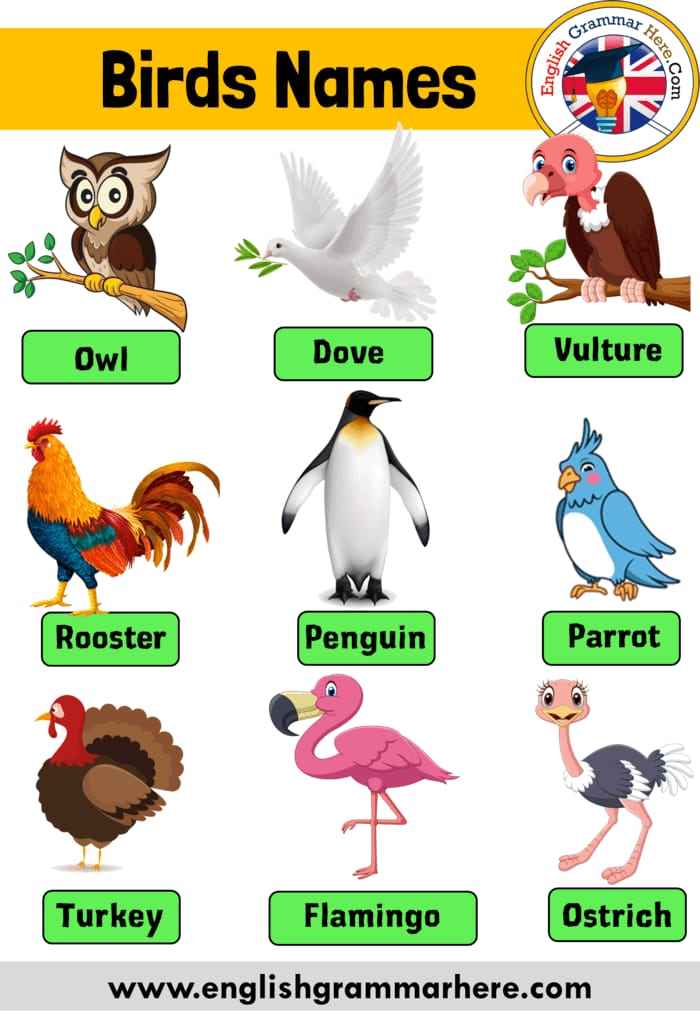 Birds Names
English Grammar Here.Com
Owl
Dove
Vulture
Rooster
Penguin
Parrot
Turkey
Flamingo
Ostrich
www.englishgrammarhere.com